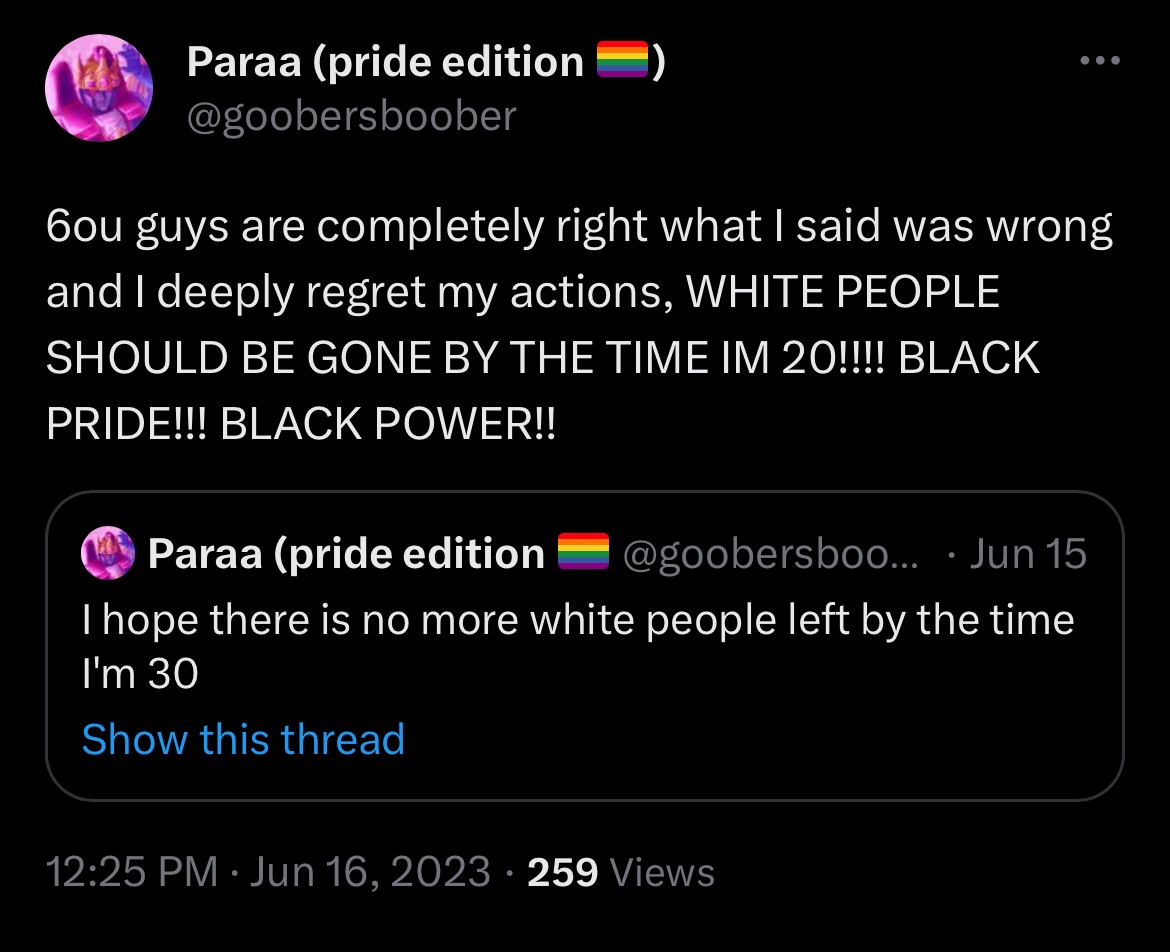 Paraa (pride edition 🏳️‍🌈)
@goobersboober
6ou guys are completely right what I said was wrong
and I deeply regret my actions, WHITE PEOPLE
SHOULD BE GONE BY THE TIME IM 20!!!! BLACK
PRIDE!!! BLACK POWER!!
Paraa (pride edition 🏳️‍🌈 @goobersboo... · Jun 15
I hope there is no more white people left by the time
I'm 30
Show this thread
12:25 PM · Jun 16, 2023 · 259 Views